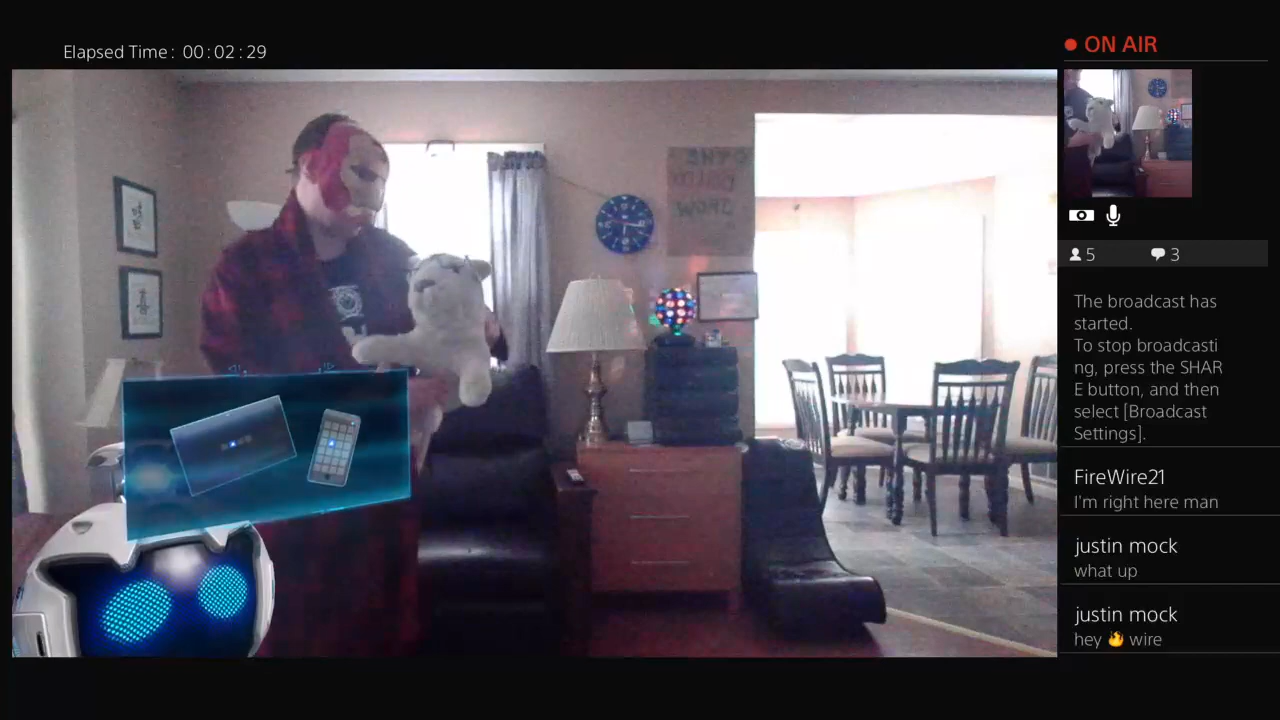 Elapsed Time: 00:02:29
ON AIR
5 3
The broadcast has
started.
To stop broadcasti
ng, press the SHAR
E button, and then
select [Broadcast
Settings].
FireWire21
I'm right here man
justin mock
what up
justin mock
hey 🔥 wire